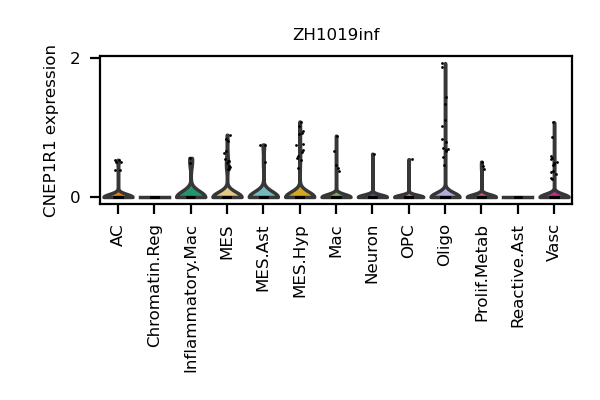 ZH1019inf
CNEP1R1 expression
2
0
AC
Chromatin.Reg
Inflammatory.Mac
MES
MES.Ast
MES.Hyp
Mac
Neuron
OPC
Oligo
Prolif.Metab
Reactive.Ast
Vasc